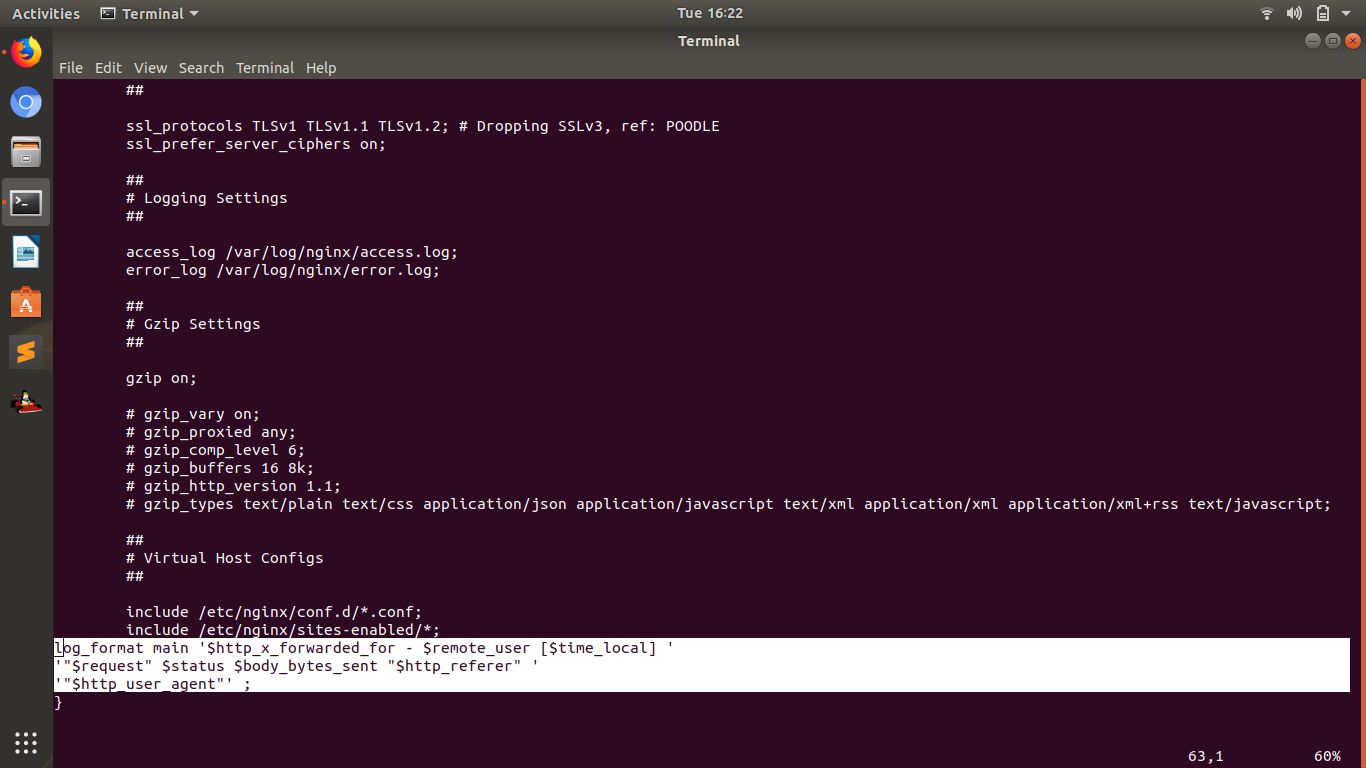 Activities Terminal Tue 16:22
Terminal
File Edit View Search Terminal Help
##
ssl_protocols TLSv1 TLSv1.1 TLSv1.2; # Dropping SSLv3, ref: POODLE
ssl_prefer_server_ciphers on;
##
# Logging Settings
##
access_log /var/log/nginx/access.log;
error_log /var/log/nginx/error.log;
##
# Gzip Settings
##
gzip on;
# gzip_vary on;
# gzip_proxied any;
# gzip_comp_level 6;
# gzip_buffers 16 8k;
# gzip_http_version 1.1;
# gzip_types text/plain text/css application/json application/javascript text/xml application/xml application/xml+rss text/javascript;
##
# Virtual Host Configs
##
include /etc/nginx/conf.d/*.conf;
include /etc/nginx/sites-enabled/*;
log_format main '$http_x_forwarded_for - $remote_user [$time_local] '
'"$request" $status $body_bytes_sent "$http_referer" '
'"$http_user_agent"' ;
}
63,1 60%